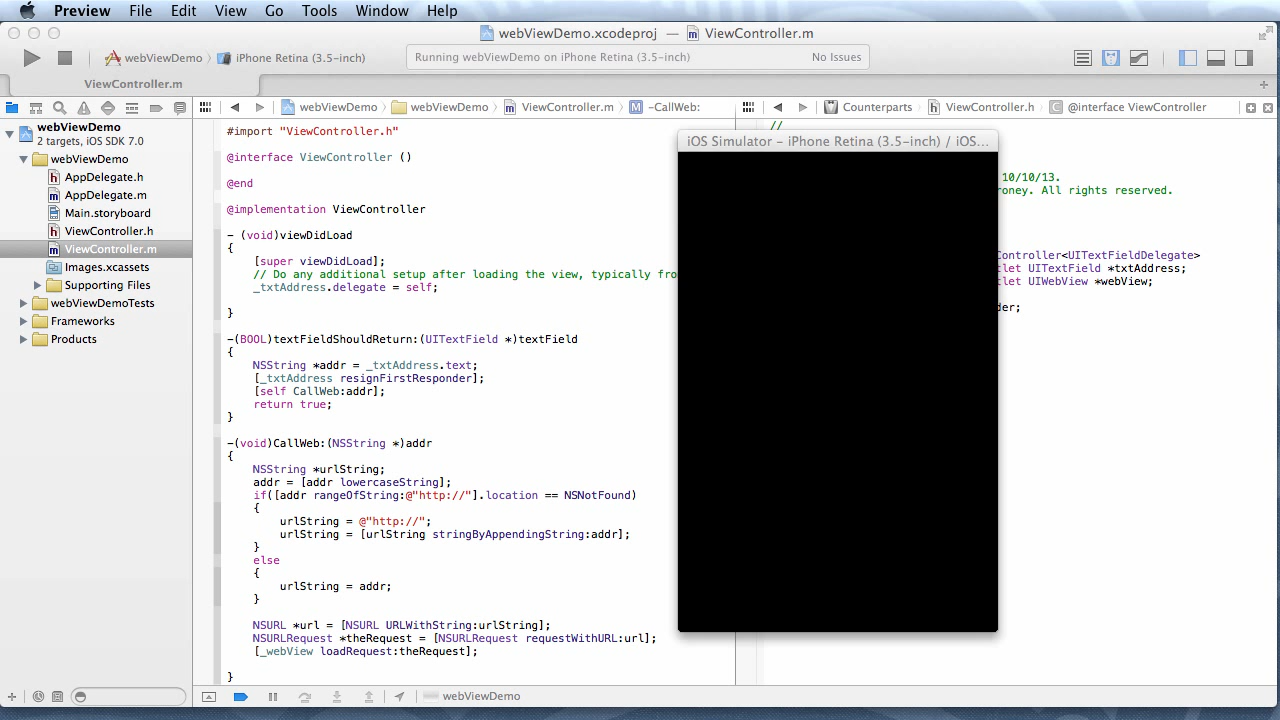 Preview File Edit View Go Tools Window Help
webViewDemo.xcodeproj — ViewController.m
webViewDemo iPhone Retina (3.5-inch)
Running webViewDemo on iPhone Retina (3.5-inch) No Issues
ViewController.m
webViewDemo webViewDemo ViewController.m M -CallWeb:
Counterparts ViewController.h C @interface ViewController
webViewDemo
2 targets, iOS SDK 7.0
webViewDemo
AppDelegate.h
AppDelegate.m
Main.storyboard
ViewController.h
ViewController.m
Images.xcassets
Supporting Files
webViewDemoTests
Frameworks
Products
#import "ViewController.h"
@interface ViewController ()
@end
@implementation ViewController
- (void)viewDidLoad
{
[super viewDidLoad];
// Do any additional setup after loading the view, typically fro
_txtAddress.delegate = self;
}
-(BOOL)textFieldShouldReturn:(UITextField *)textField
{
NSString *addr = _txtAddress.text;
[_txtAddress resignFirstResponder];
[self CallWeb:addr];
return true;
}
-(void)CallWeb:(NSString *)addr
{
NSString *urlString;
addr = [addr lowercaseString];
if([addr rangeOfString:@"http://"].location == NSNotFound)
{
urlString = @"http://";
urlString = [urlString stringByAppendingString:addr];
}
else
{
urlString = addr;
}
NSURL *url = [NSURL URLWithString:urlString];
NSURLRequest *theRequest = [NSURLRequest requestWithURL:url];
[_webView loadRequest:theRequest];
}
//
iOS Simulator – iPhone Retina (3.5-inch) / iOS...
10/10/13.
roney. All rights reserved.
Controller<UITextFieldDelegate>
tlet UITextField *txtAddress;
tlet UIWebView *webView;
der;
webViewDemo